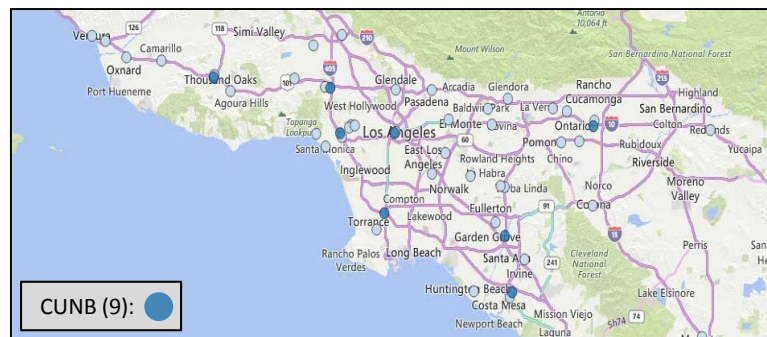 Antonio
10,064 ft
126
118
Simi Valley
210
Mount Wilson
San Bernardino National Forest
Ventura
Camarillo
405
215
Oxnard
Thousand Oaks
101
Glendale
Arcadia
Glendora
Rancho
Highland
Port Hueneme
Agoura Hills
West Hollywood
Pasadena
Baldwin Park
La Verne
Cucamonga
San Bernardino
Topanga
Lookout
Los Angeles
El Monte
Covina
Ontario
10
Colton
Redlands
Santa Monica
East Los
Angeles
60
Rowland Heights
Pomona
Chino
Rubidoux
Yucaipa
Inglewood
La Habra
Riverside
Norwalk
Yorba Linda
Norco
Moreno
Valley
Compton
Lakewood
Fullerton
91
Corona
Torrance
Garden Grove
15
Perris
San
Rancho Palos
Verdes
Long Beach
Santa Ana
241
Cleveland
National
Forest
He
Irvine
CUNB (9):
Huntington Beach
Lake Elsinore
Costa Mesa
Mission Viejo
Newport Beach
Sh74
74
Laguna